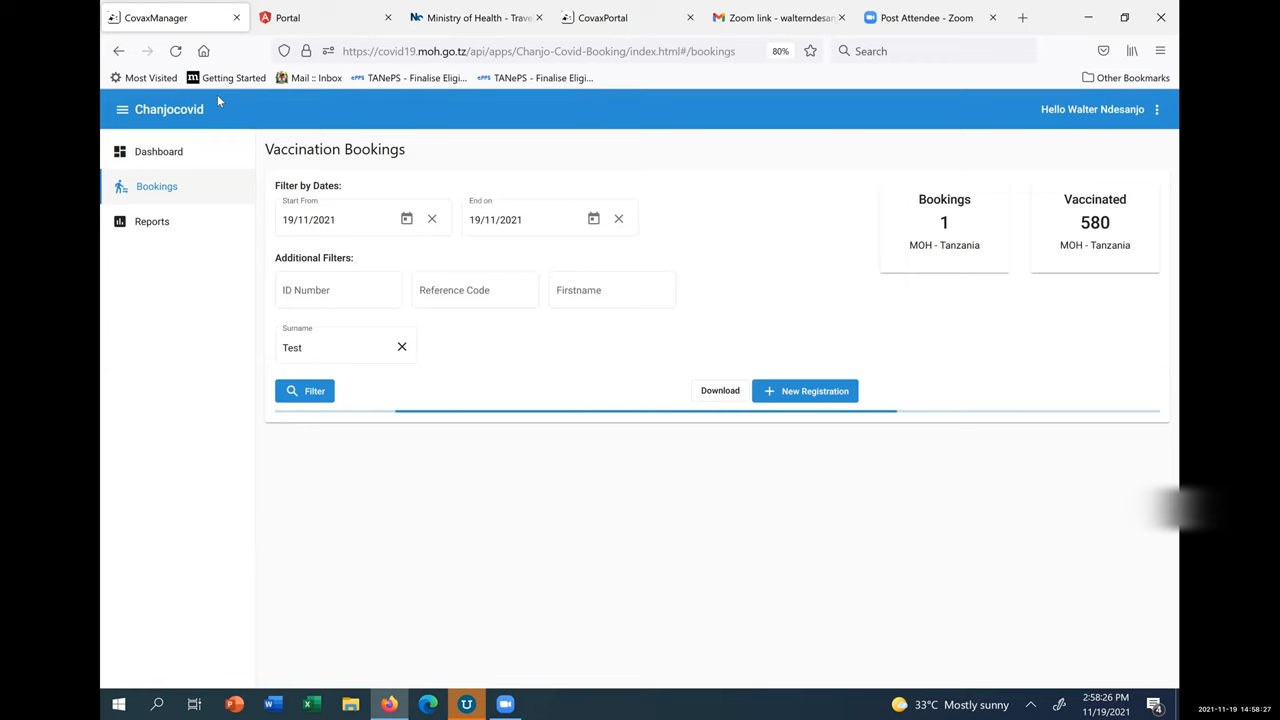 CovaxManager
Portal
Ministry of Health - Trave
CovaxPortal
Zoom link - walterndesan
Post Attendee - Zoom
https://covid19.moh.go.tz/api/apps/Chanjo-Covid-Booking/index.html#/bookings
80%
Search
Most Visited
Getting Started
Mail :: Inbox
TANePS - Finalise Eligi...
TANePS - Finalise Eligi...
Other Bookmarks
Chanjocovid
Hello Walter Ndesanjo
Dashboard
Bookings
Reports
Vaccination Bookings
Filter by Dates:
Start From
19/11/2021
End on
19/11/2021
Bookings
1
MOH - Tanzania
Vaccinated
580
MOH - Tanzania
Additional Filters:
ID Number
Reference Code
Firstname
Surname
Test
Filter
Download
New Registration
33°C Mostly sunny
2:58:26 PM
11/19/2021
4
2021-11-19 14:58:27